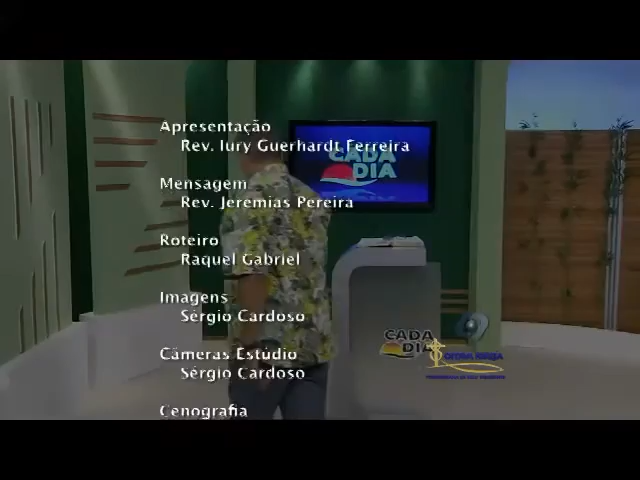 Apresentação
Rev. Iury Guerhardt Ferreira
CADA
DIA
Mensagem
Rev. Jeremias Pereira
Roteiro
Raquel Gabriel
Imagens
Sérgio Cardoso
CADA
DIA
Câmeras Estúdio
Sérgio Cardoso
Cenografia